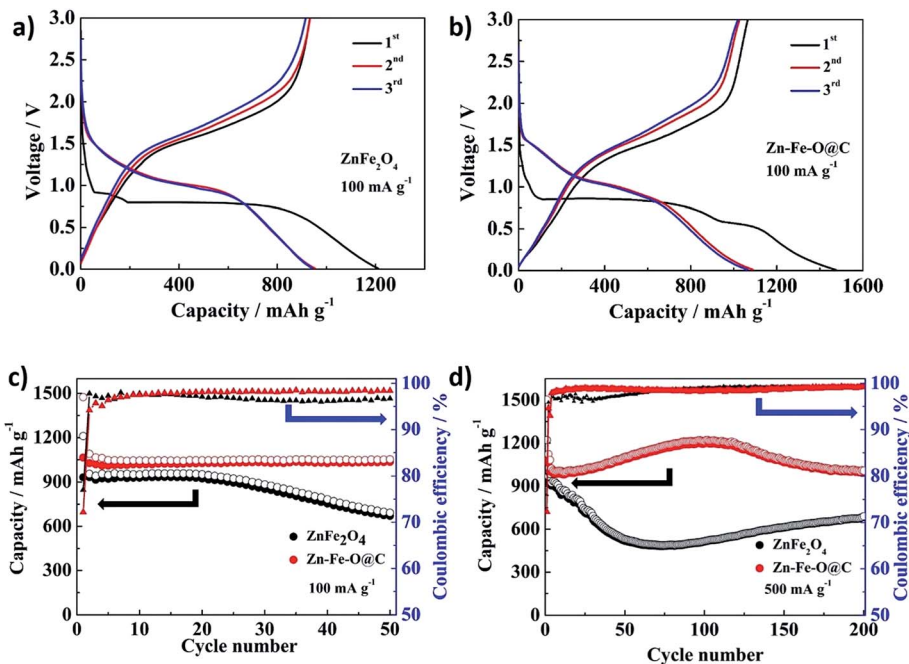 a)
3.0
2.5
2.0
1.5
1.0
0.5
0.0
Voltage / V
1st
2nd
3rd
ZnFe2O4
100 mA g-1
0 400 800 1200
Capacity / mAh g-1
b)
3.0
2.5
2.0
1.5
1.0
0.5
0.0
Voltage / V
1st
2nd
3rd
Zn-Fe-O@C
100 mA g-1
0 400 800 1200 1600
Capacity / mAh g-1
c)
1500
1200
900
600
300
0
Capacity / mAh g-1
100
90
80
70
60
50
Coulombic efficiency / %
ZnFe2O4
Zn-Fe-O@C
100 mA g-1
0 10 20 30 40 50
Cycle number
d)
1500
1200
900
600
300
0
Capacity / mAh g-1
100
90
80
70
60
50
Coulombic efficiency / %
ZnFe2O4
Zn-Fe-O@C
500 mA g-1
0 50 100 150 200
Cycle number